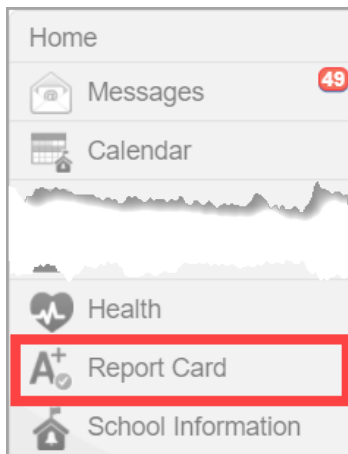 Home
Messages 49
Calendar
Health
A+ Report Card
School Information